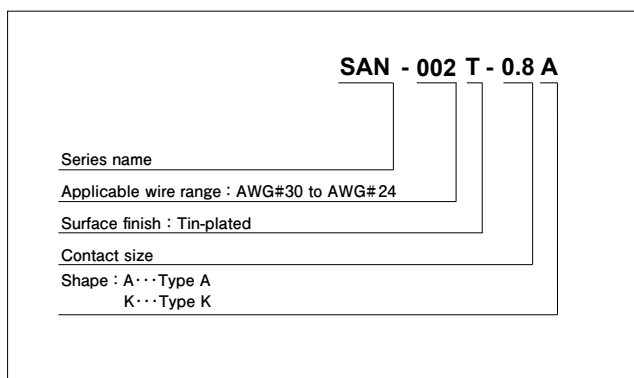 SAN - 002 T - 0.8 A
Series name
Applicable wire range : AWG#30 to AWG#24
Surface finish : Tin-plated
Contact size
Shape : A···Type A
K···Type K